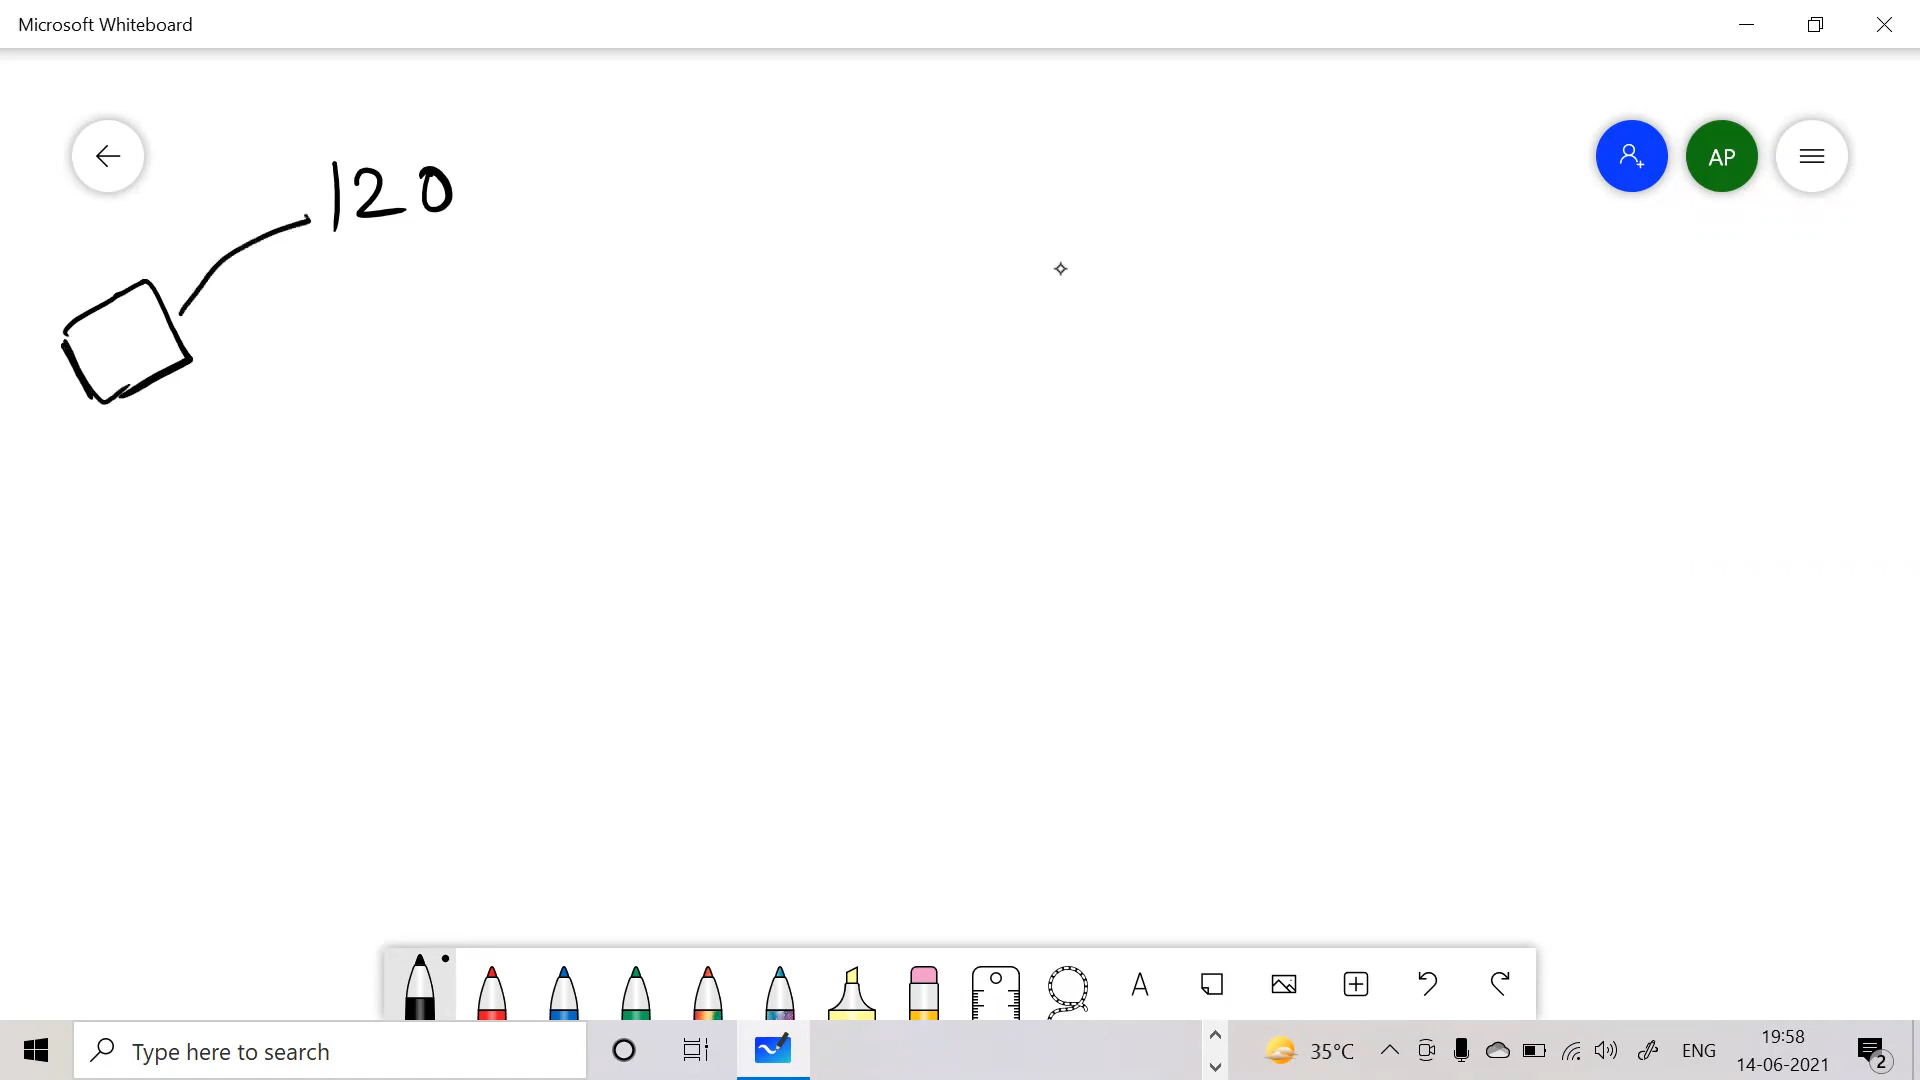 Microsoft Whiteboard
AP
120
A
Type here to search
35°C
ENG
19:58
14-06-2021
2